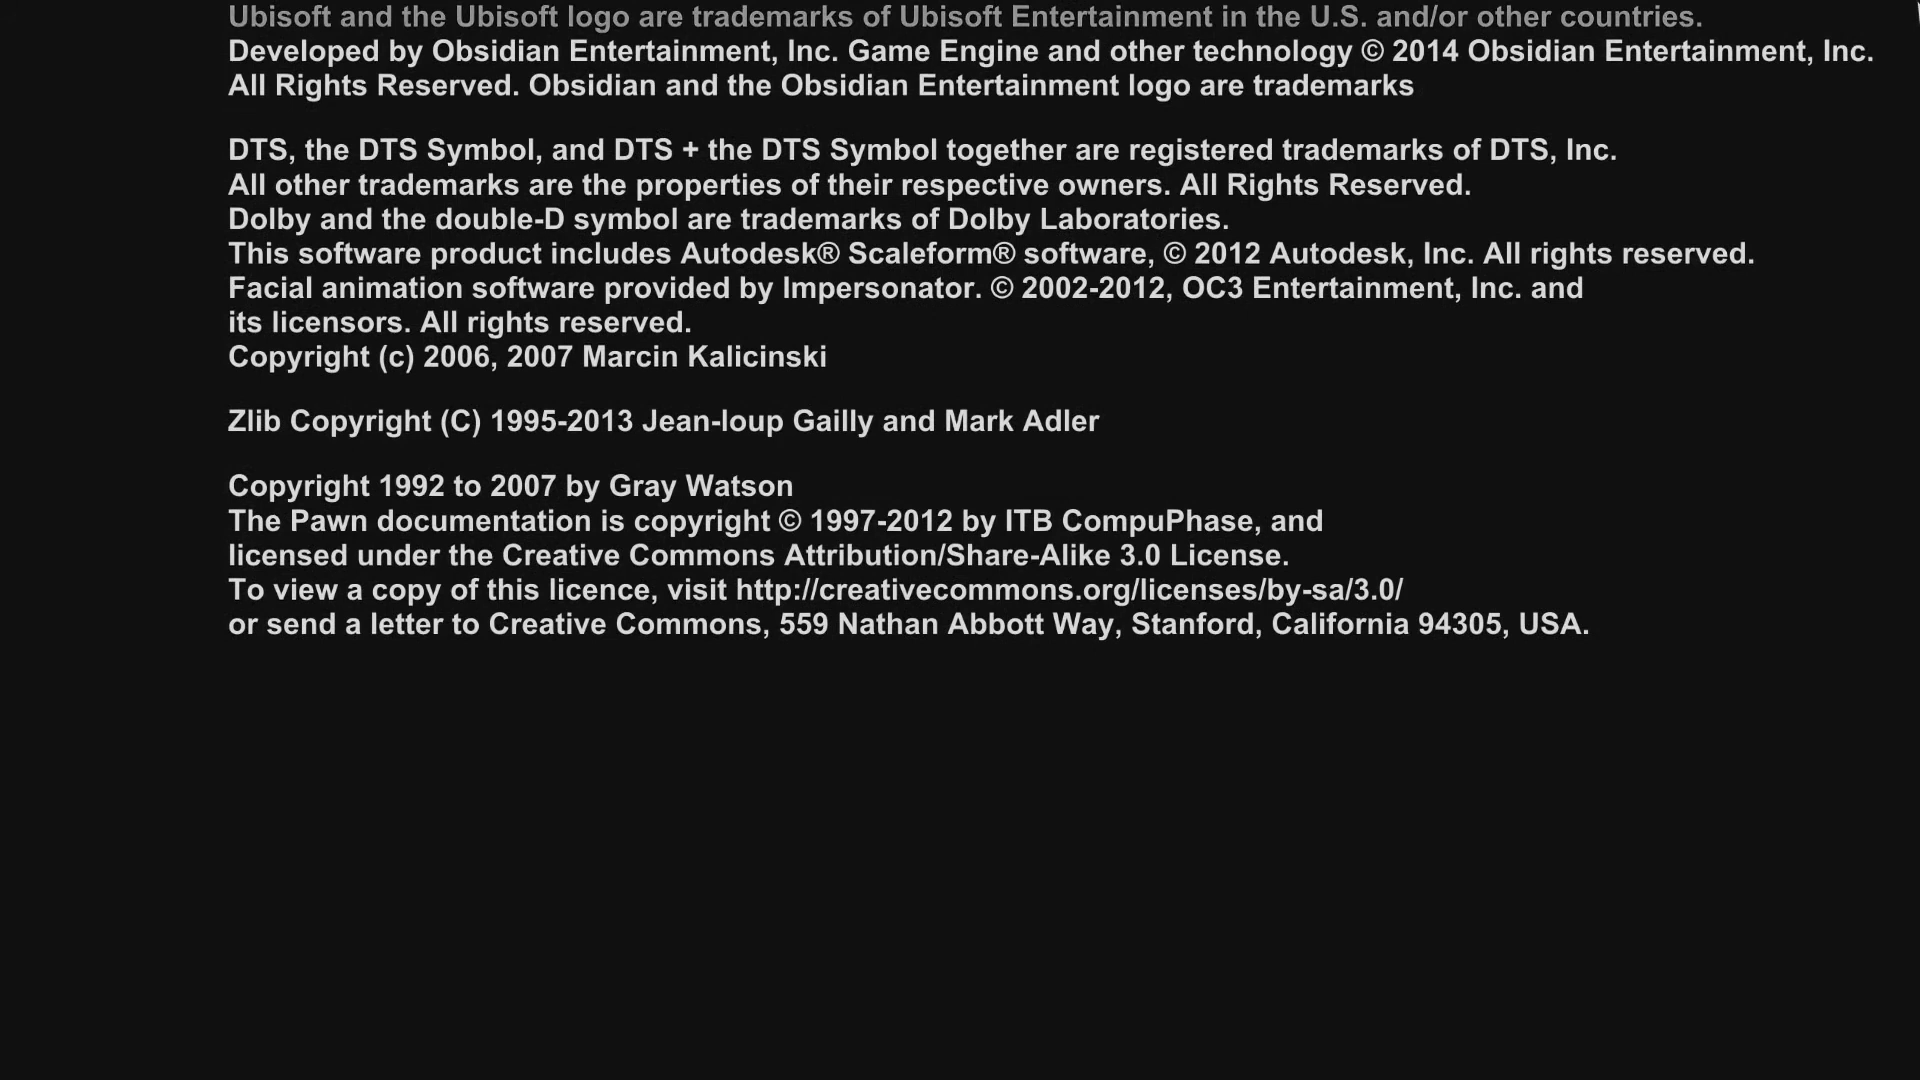 Ubisoft and the Ubisoft logo are trademarks of Ubisoft Entertainment in the U.S. and/or other countries.
Developed by Obsidian Entertainment, Inc. Game Engine and other technology © 2014 Obsidian Entertainment, Inc.
All Rights Reserved. Obsidian and the Obsidian Entertainment logo are trademarks
DTS, the DTS Symbol, and DTS + the DTS Symbol together are registered trademarks of DTS, Inc.
All other trademarks are the properties of their respective owners. All Rights Reserved.
Dolby and the double-D symbol are trademarks of Dolby Laboratories.
This software product includes Autodesk® Scaleform® software, © 2012 Autodesk, Inc. All rights reserved.
Facial animation software provided by Impersonator. © 2002-2012, OC3 Entertainment, Inc. and
its licensors. All rights reserved.
Copyright (c) 2006, 2007 Marcin Kalicinski
Zlib Copyright (C) 1995-2013 Jean-loup Gailly and Mark Adler
Copyright 1992 to 2007 by Gray Watson
The Pawn documentation is copyright © 1997-2012 by ITB CompuPhase, and
licensed under the Creative Commons Attribution/Share-Alike 3.0 License.
To view a copy of this licence, visit http://creativecommons.org/licenses/by-sa/3.0/
or send a letter to Creative Commons, 559 Nathan Abbott Way, Stanford, California 94305, USA.